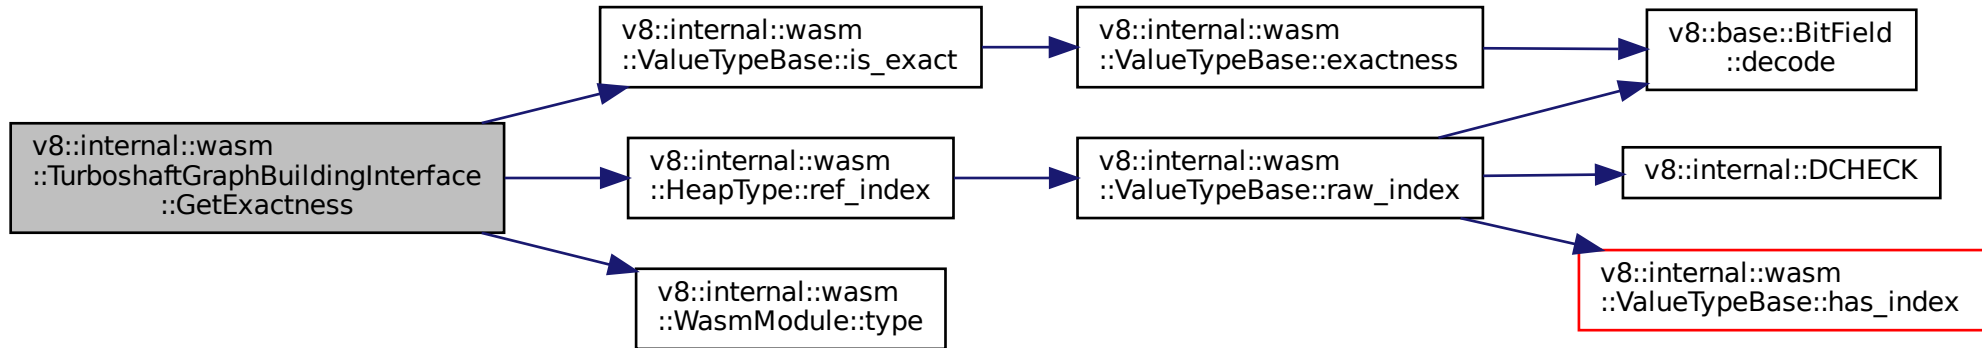 v8::internal::wasm
::TurboshaftGraphBuildingInterface
::GetExactness
v8::internal::wasm
::ValueTypeBase::is_exact
v8::internal::wasm
::ValueTypeBase::exactness
v8::base::BitField
::decode
v8::internal::wasm
::HeapType::ref_index
v8::internal::wasm
::ValueTypeBase::raw_index
v8::internal::DCHECK
v8::internal::wasm
::ValueTypeBase::has_index
v8::internal::wasm
::WasmModule::type